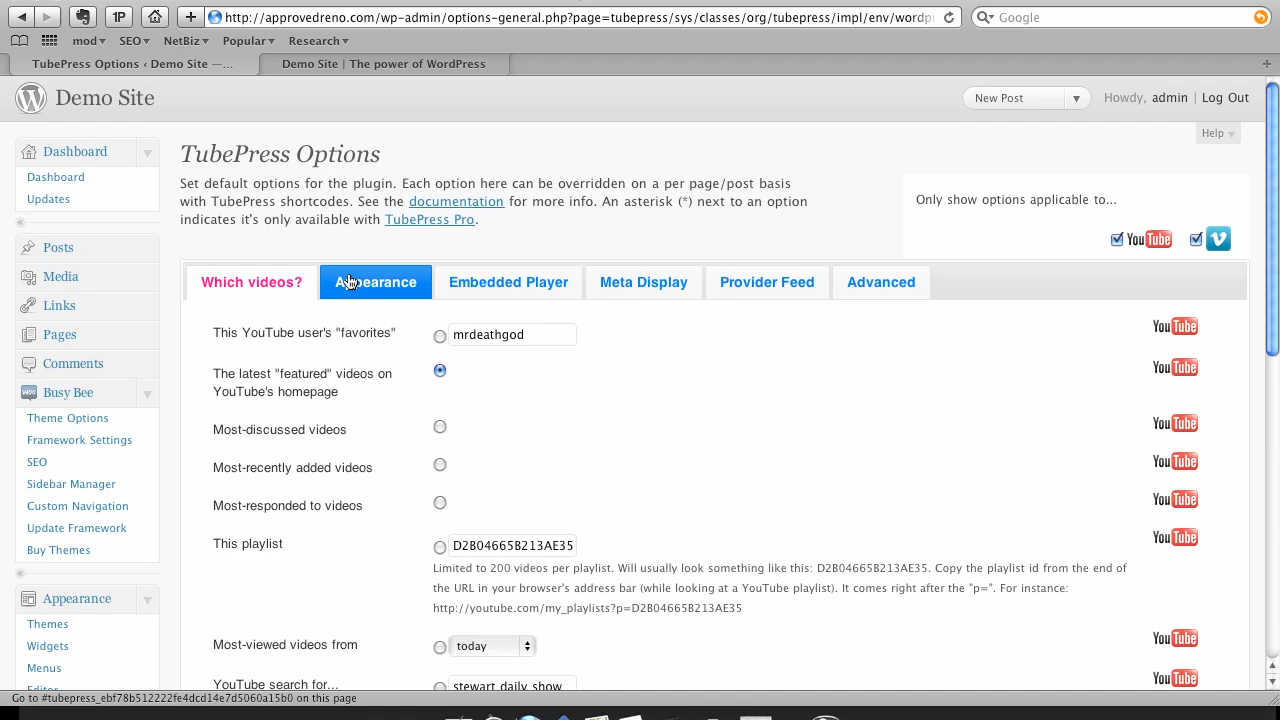 http://approvedreno.com/wp-admin/options-general.php?page=tubepress/sys/classes/org/tubepress/impl/env/wordp
Google
1P
mod SEO NetBiz Popular Research
TubePress Options ‹ Demo Site —...
Demo Site | The power of WordPress
Demo Site
New Post
Howdy, admin | Log Out
Help
Dashboard
Dashboard
Updates
Posts
Media
Links
Pages
Comments
Busy Bee
Theme Options
Framework Settings
SEO
Sidebar Manager
Custom Navigation
Update Framework
Buy Themes
Appearance
Themes
Widgets
Menus
Editor
TubePress Options
Set default options for the plugin. Each option here can be overridden on a per page/post basis
with TubePress shortcodes. See the documentation for more info. An asterisk (*) next to an option
indicates it's only available with TubePress Pro.
Only show options applicable to...
YouTube
Which videos? Appearance Embedded Player Meta Display Provider Feed Advanced
This YouTube user's "favorites" mrdeathgod YouTube
The latest "featured" videos on
YouTube's homepage
YouTube
Most-discussed videos YouTube
Most-recently added videos YouTube
Most-responded to videos YouTube
This playlist D2B04665B213AE35 YouTube
Limited to 200 videos per playlist. Will usually look something like this: D2B04665B213AE35. Copy the playlist id from the end of
the URL in your browser's address bar (while looking at a YouTube playlist). It comes right after the "p=". For instance:
http://youtube.com/my_playlists?p=D2B04665B213AE35
Most-viewed videos from today YouTube
YouTube search for... stewart daily show YouTube
Go to #tubepress_ebf78b512222fe4dcd14e7d5060a15b0 on this page